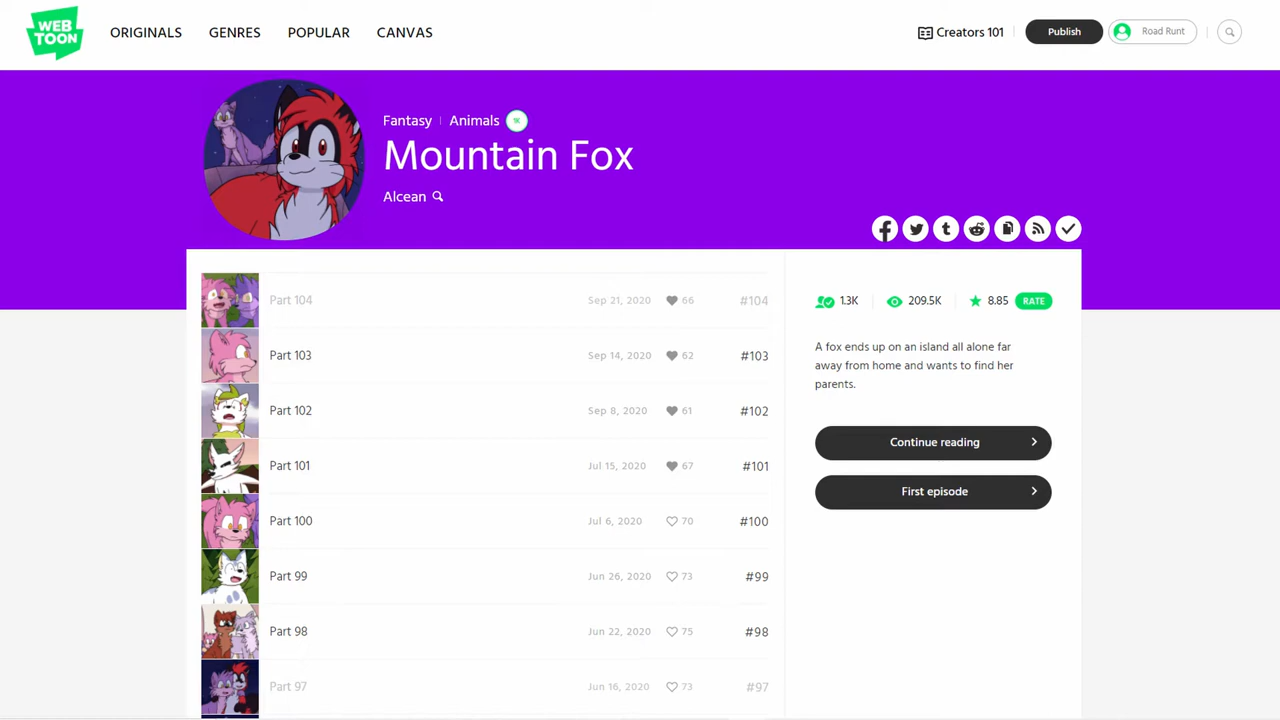 WEB
TOON
ORIGINALS GENRES POPULAR CANVAS
Creators 101
Publish
Road Runt
Fantasy Animals
Mountain Fox
Alcean
Part 104 Sep 21, 2020 66 #104
Part 103 Sep 14, 2020 62 #103
Part 102 Sep 8, 2020 61 #102
Part 101 Jul 15, 2020 67 #101
Part 100 Jul 6, 2020 70 #100
Part 99 Jun 26, 2020 73 #99
Part 98 Jun 22, 2020 75 #98
Part 97 Jun 16, 2020 73 #97
1.3K 209.5K 8.85 RATE
A fox ends up on an island all alone far
away from home and wants to find her
parents.
Continue reading
First episode